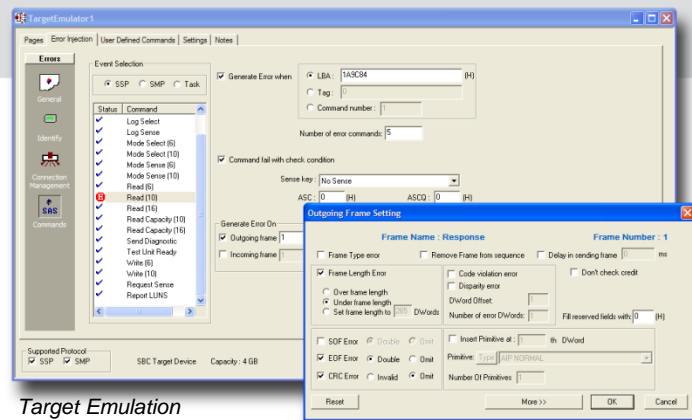 TargetEmulator1
Pages Error Injection User Defined Commands Settings Notes
Errors
General
Identify
Connection
Management
SAS
Commands
Event Selection
SSP SMP Task
Status Command
Log Select
Log Sense
Mode Select (6)
Mode Select (10)
Mode Sense (6)
Mode Sense (10)
Read (6)
Read (10)
Read (16)
Read Capacity (10)
Read Capacity (16)
Send Diagnostic
Test Unit Ready
Write (6)
Write (10)
Request Sense
Report LUNS
Generate Error when
LBA : 1A9C84 (H)
Tag : 0
Command number : 1
Number of error commands: 5
Command fail with check condition
Sense key : No Sense
ASC : 0 (H) ASCQ : 0 (H)
Generate Error On
Outgoing frame 1
Incoming frame 1
Supported Protocol
SSP SMP
SBC Target Device Capacity : 4 GB
Outgoing Frame Setting
Frame Name : Response Frame Number : 1
Frame Type error Remove Frame from sequence Delay in sending frame 0 ms
Frame Length Error
Over frame length
Under frame length
Set frame length to 285 DWords
Code violation error
Disparity error
DWord Offset: 1
Number of error DWords: 1
Don't check credit
Fill reserved fields with: 0 (H)
SOF Error Double Omit
EOF Error Double Omit
CRC Error Invalid Omit
Insert Primitive at : 1 th DWord
Primitive: Type AIP NORMAL
Number Of Primitives 1
Reset More >> OK Cancel
Target Emulation